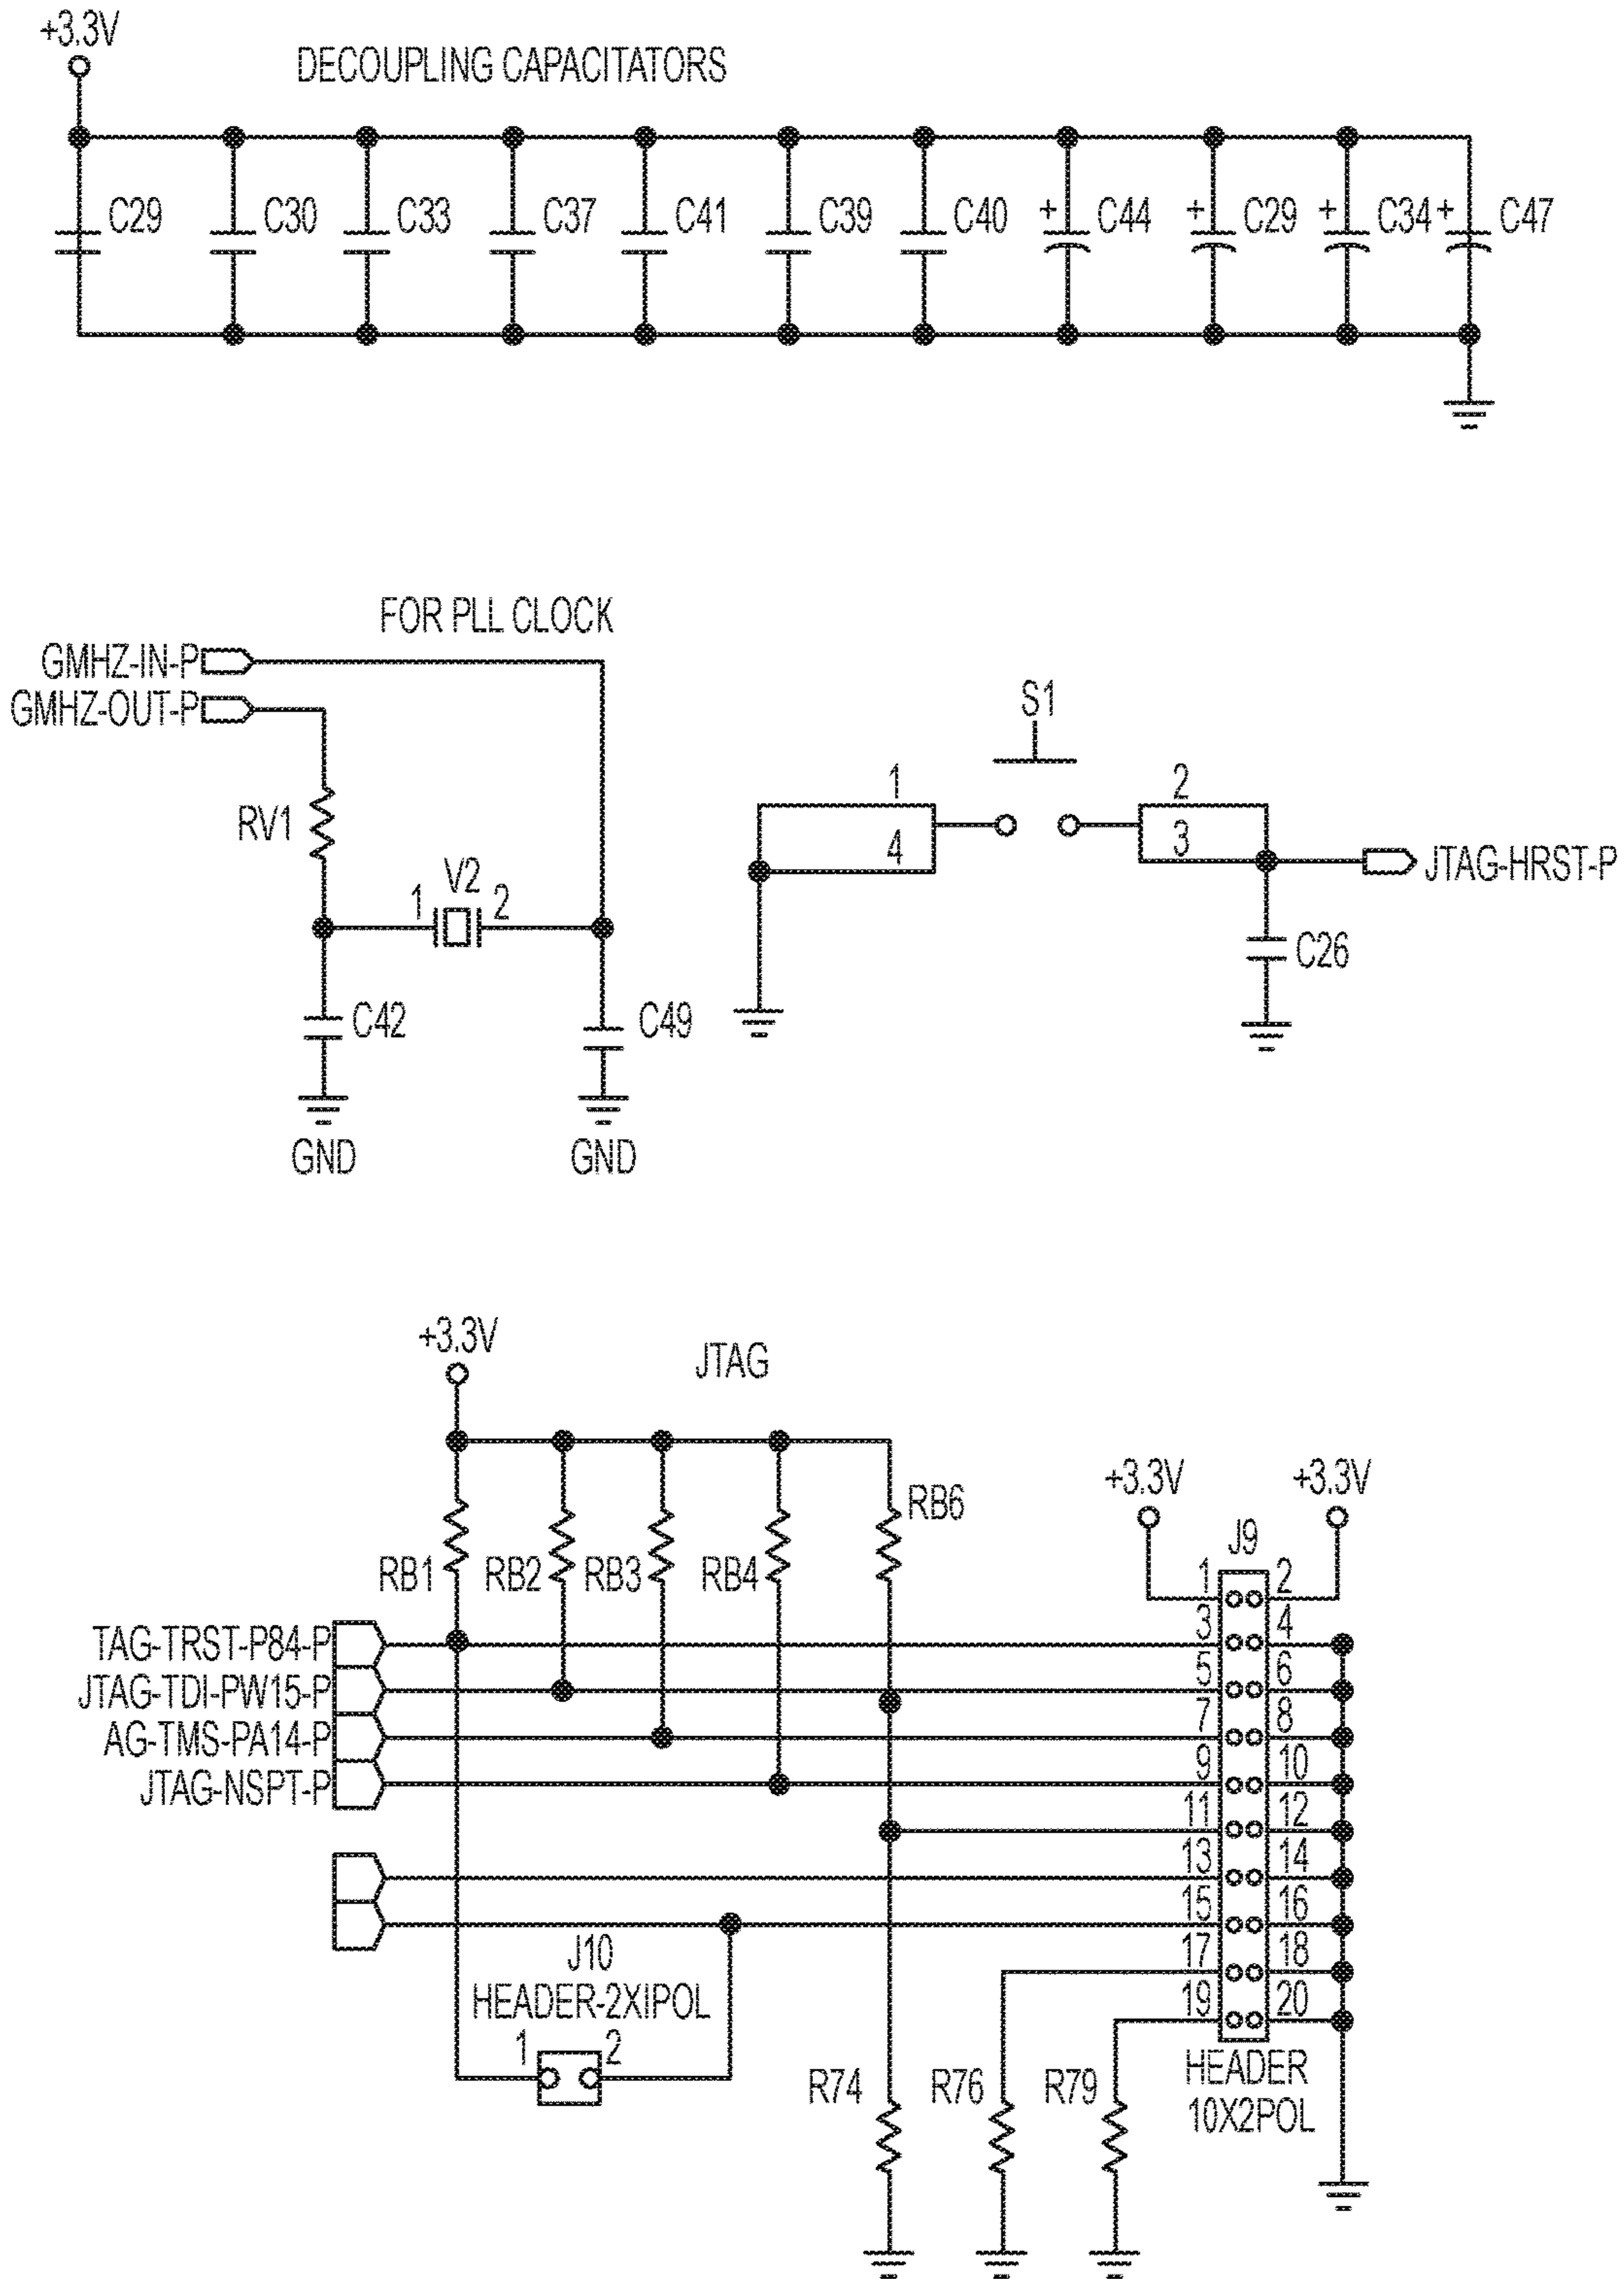 +3.3V
DECOUPLING CAPACITATORS
C29 C30 C33 C37 C41 C39 C40 + C44 + C29 + C34 + C47
FOR PLL CLOCK
GMHZ-IN-P
GMHZ-OUT-P
S1
RV1
1 2
4 3
JTAG-HRST-P
V2
1 2
C26
C42 C49
GND GND
+3.3V
JTAG
+3.3V +3.3V
RB6
J9
RB1 RB2 RB3 RB4
1 2
3 4
TAG-TRST-P84-P
5 6
JTAG-TDI-PW15-P
7 8
AG-TMS-PA14-P
9 10
JTAG-NSPT-P
11 12
13 14
15 16
J10
17 18
HEADER-2XIPOL
19 20
1 2
HEADER
10X2POL
R74 R76 R79